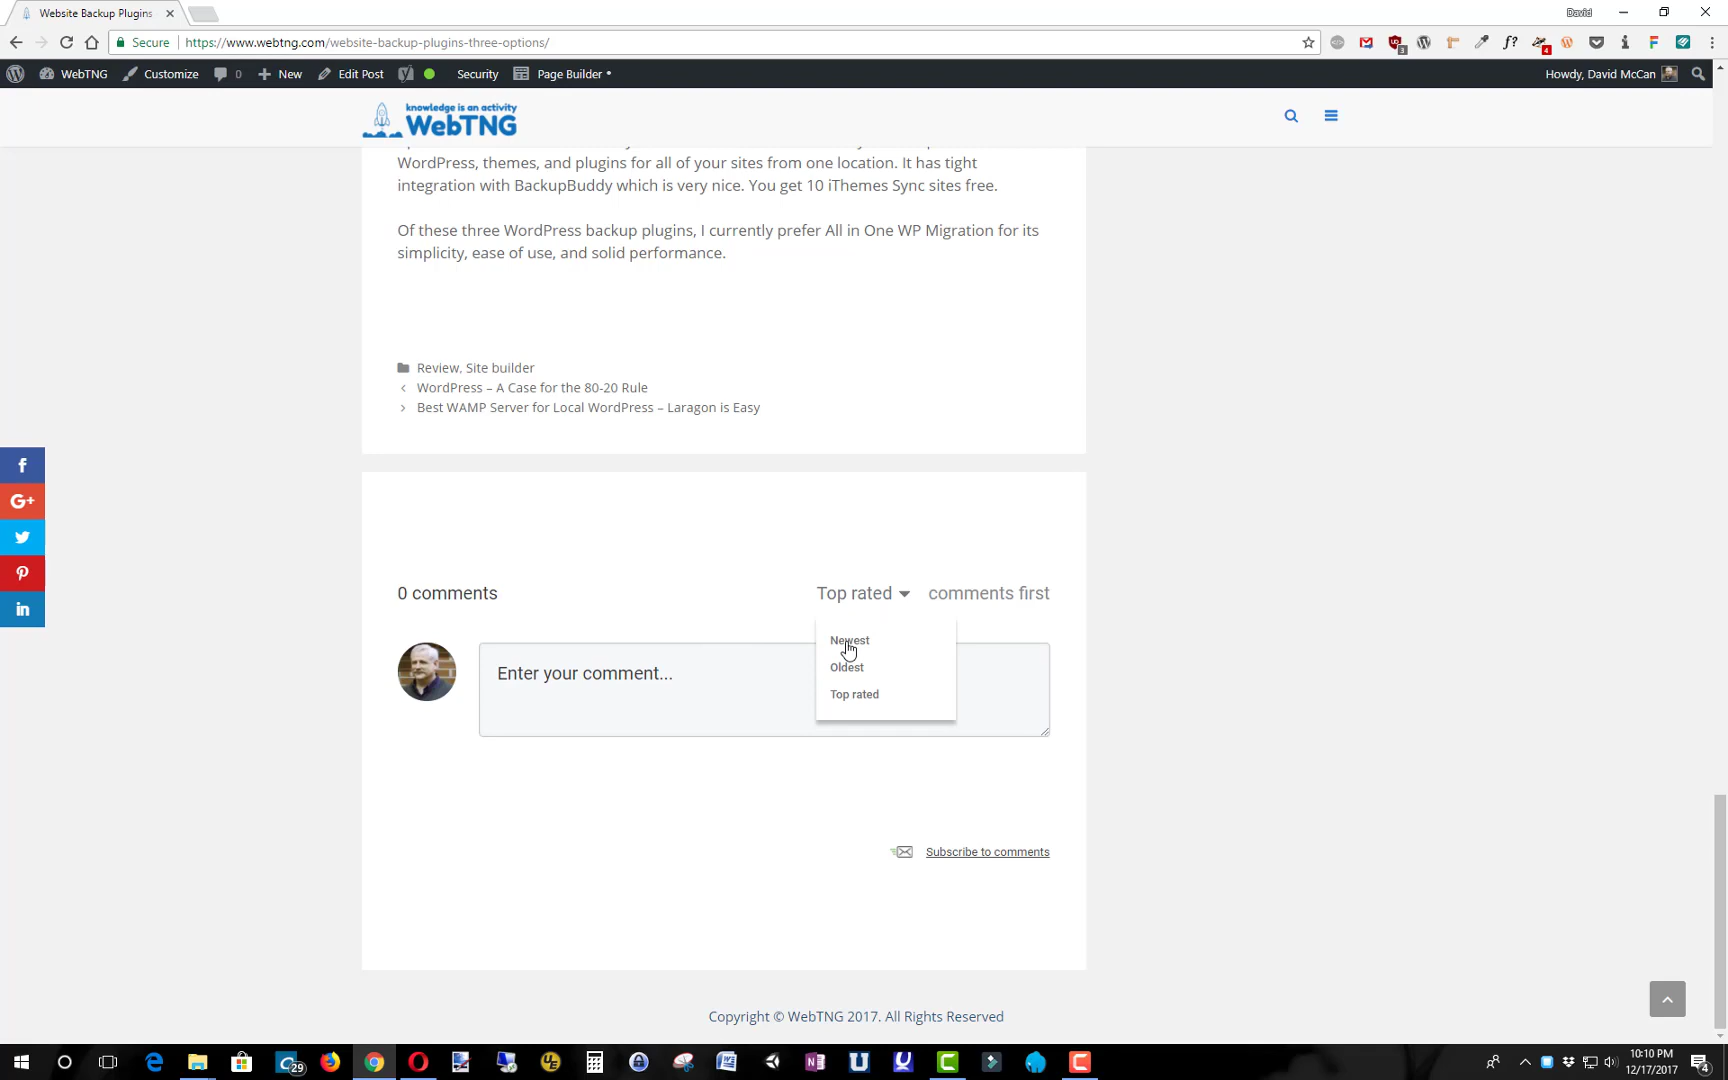 Website Backup Plugins
David
Secure
https://www.webtng.com/website-backup-plugins-three-options/
3
f?
4
WebTNG
Customize
0
New
Edit Post
Security
Page Builder
Howdy, David McCan
knowledge is an activity
WebTNG
WordPress, themes, and plugins for all of your sites from one location. It has tight
integration with BackupBuddy which is very nice. You get 10 iThemes Sync sites free.
Of these three WordPress backup plugins, I currently prefer All in One WP Migration for its
simplicity, ease of use, and solid performance.
Review, Site builder
WordPress – A Case for the 80-20 Rule
Best WAMP Server for Local WordPress – Laragon is Easy
f
G+
in
0 comments
Top rated
comments first
Newest
Oldest
Top rated
Enter your comment...
Subscribe to comments
Copyright © WebTNG 2017. All Rights Reserved
29
10:10 PM
12/17/2017
4